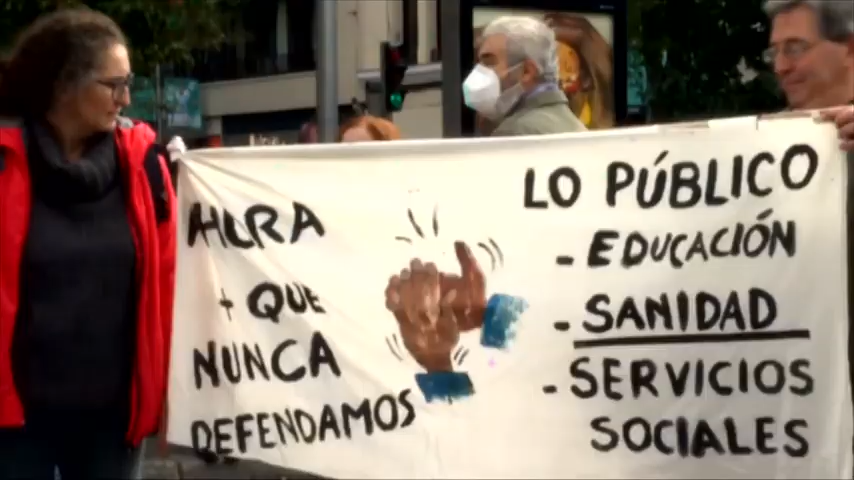 AHORA
+ QUE
NUNCA
DEFENDAMOS
LO PÚBLICO
- EDUCACIÓN
- SANIDAD
- SERVICIOS
SOCIALES